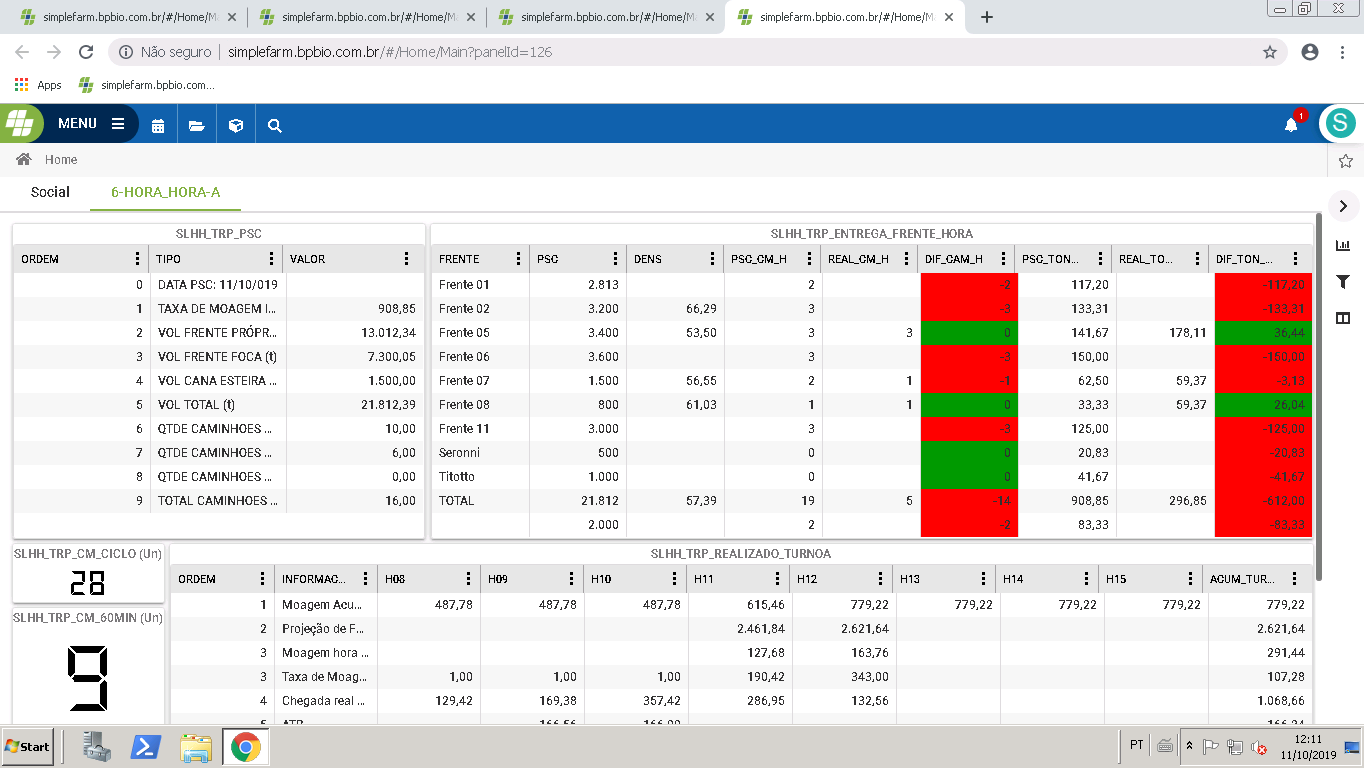 simplefarm.bpbio.com.br/#/Home/M simplefarm.bpbio.com.br/#/Home/M simplefarm.bpbio.com.br/#/Home/M simplefarm.bpbio.com.br/#/Home/M
Não seguro simplefarm.bpbio.com.br/#/Home/Main?panelId=126
Apps simplefarm.bpbio.com...
MENU 1 S
Home
Social 6-HORA_HORA-A
SLHH_TRP_PSC
ORDEM TIPO VALOR
0 DATA PSC: 11/10/019
1 TAXA DE MOAGEM I... 908,85
2 VOL FRENTE PRÓPR... 13.012,34
3 VOL FRENTE FOCA (t) 7.300,05
4 VOL CANA ESTEIRA ... 1.500,00
5 VOL TOTAL (t) 21.812,39
6 QTDE CAMINHOES ... 10,00
7 QTDE CAMINHOES ... 6,00
8 QTDE CAMINHOES ... 0,00
9 TOTAL CAMINHOES ... 16,00
SLHH_TRP_ENTREGA_FRENTE_HORA
FRENTE PSC DENS PSC_CM_H REAL_CM_H DIF_CAM_H PSC_TON... REAL_TO... DIF_TON_...
Frente 01 2.813 2 -2 117,20 -117,20
Frente 02 3.200 66,29 3 -3 133,31 -133,31
Frente 05 3.400 53,50 3 3 0 141,67 178,11 36,44
Frente 06 3.600 3 -3 150,00 -150,00
Frente 07 1.500 56,55 2 1 -1 62,50 59,37 -3,13
Frente 08 800 61,03 1 1 0 33,33 59,37 26,04
Frente 11 3.000 3 -3 125,00 -125,00
Seronni 500 0 0 20,83 -20,83
Titotto 1.000 0 0 41,67 -41,67
TOTAL 21.812 57,39 19 5 -14 908,85 296,85 -612,00
2.000 2 -2 83,33 -83,33
SLHH_TRP_CM_CICLO (Un)
28
SLHH_TRP_CM_60MIN (Un)
9
SLHH_TRP_REALIZADO_TURNOA
ORDEM INFORMAC... H08 H09 H10 H11 H12 H13 H14 H15 ACUM_TUR...
1 Moagem Acu... 487,78 487,78 487,78 615,46 779,22 779,22 779,22 779,22 779,22
2 Projeção de F... 2.461,84 2.621,64 2.621,64
3 Moagem hora ... 127,68 163,76 291,44
3 Taxa de Moag... 1,00 1,00 1,00 190,42 343,00 107,28
4 Chegada real ... 129,42 169,38 357,42 286,95 132,56 1.068,66
Start PT 12:11
11/10/2019